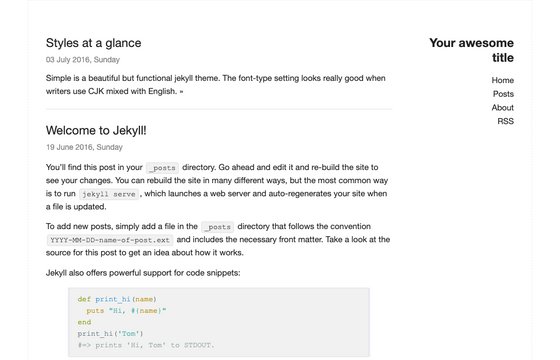 Styles at a glance
03 July 2016, Sunday
Simple is a beautiful but functional jekyll theme. The font-type setting looks really good when
writers use CJK mixed with English. »
Welcome to Jekyll!
19 June 2016, Sunday
You'll find this post in your _posts directory. Go ahead and edit it and re-build the site to
see your changes. You can rebuild the site in many different ways, but the most common way
is to run jekyll serve, which launches a web server and auto-regenerates your site when
a file is updated.
To add new posts, simply add a file in the _posts directory that follows the convention
YYYY-MM-DD-name-of-post.ext and includes the necessary front matter. Take a look at the
source for this post to get an idea about how it works.
Jekyll also offers powerful support for code snippets:
def print_hi(name)
  puts "Hi, #{name}"
end
print_hi('Tom')
#=> prints 'Hi, Tom' to STDOUT.
Your awesome
title
Home
Posts
About
RSS